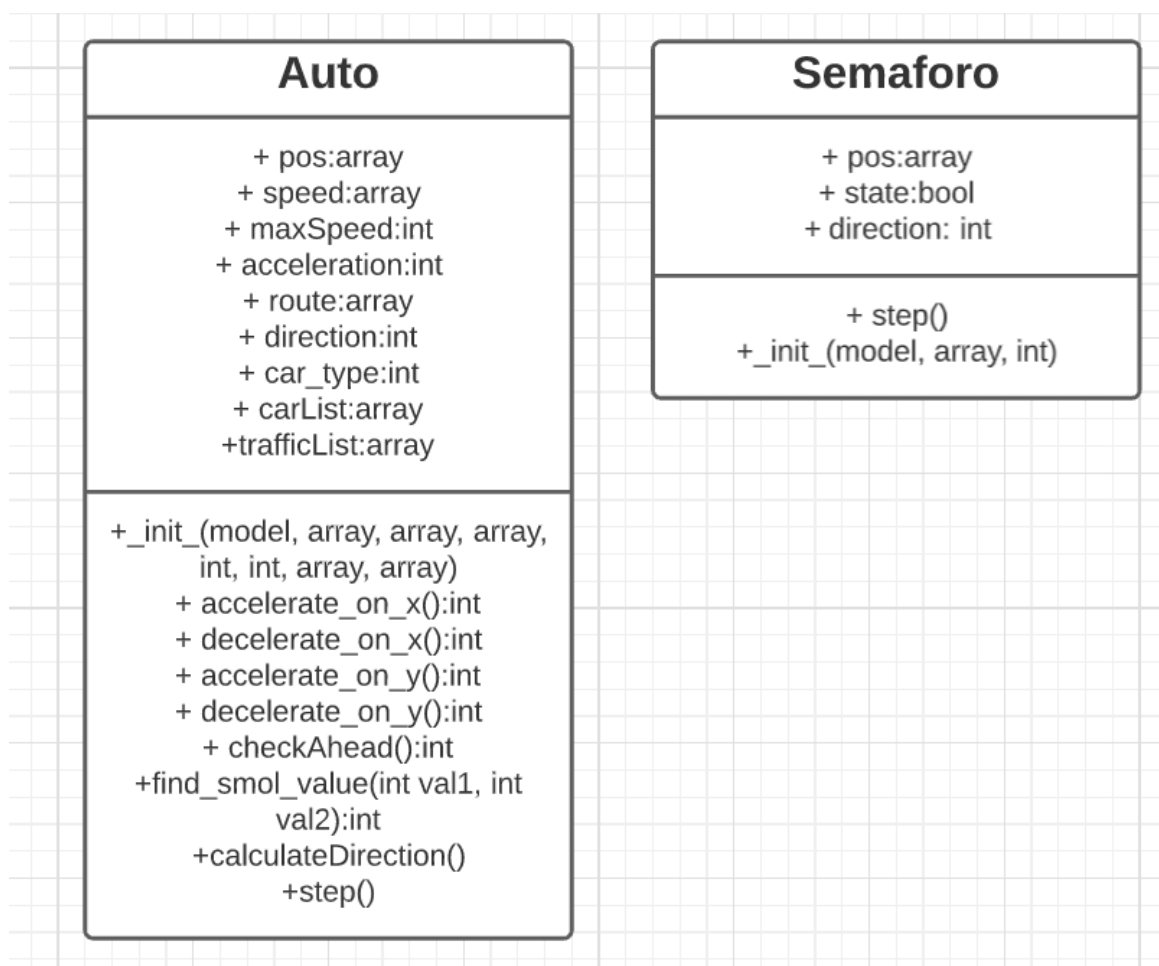 Auto
+ pos:array
+ speed:array
+ maxSpeed:int
+ acceleration:int
+ route:array
+ direction:int
+ car_type:int
+ carList:array
+trafficList:array
+_init_(model, array, array, array,
int, int, array, array)
+ accelerate_on_x():int
+ decelerate_on_x():int
+ accelerate_on_y():int
+ decelerate_on_y():int
+ checkAhead():int
+find_smol_value(int val1, int
val2):int
+calculateDirection()
+step()
Semaforo
+ pos:array
+ state:bool
+ direction: int
+ step()
+_init_(model, array, int)